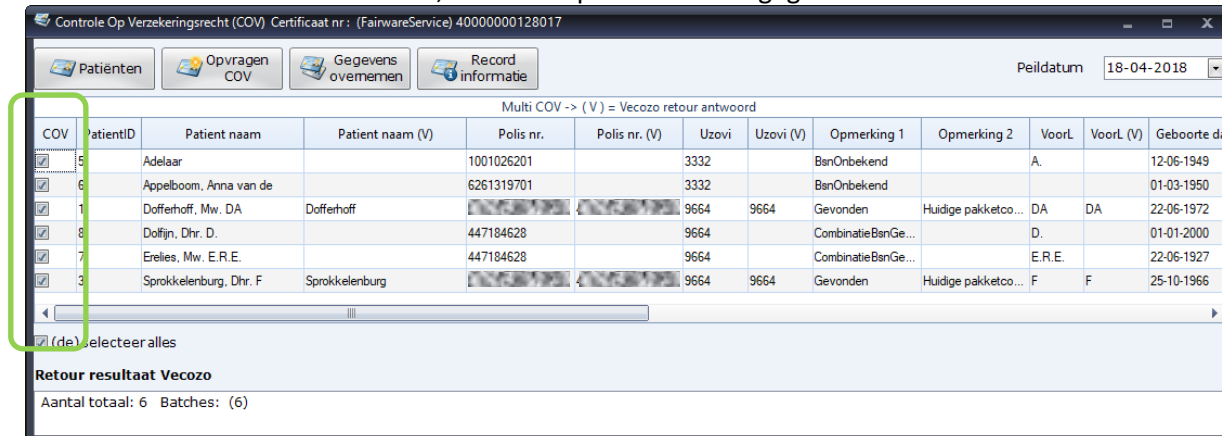 Controle Op Verzekeringsrecht (COV) Certificaat nr : (FairwareService) 40000000128017
Patiënten Opvragen COV Gegevens overnemen Record informatie Peildatum 18-04-2018
Multi COV -> ( V ) = Vecozo retour antwoord
COV PatientID Patient naam Patient naam (V) Polis nr. Polis nr. (V) Uzovi Uzovi (V) Opmerking 1 Opmerking 2 VoorL VoorL (V) Geboorte da
5 Adelaar 1001026201 3332 BsnOnbekend A. 12-06-1949
6 Appelboom, Anna van de 6261319701 3332 BsnOnbekend 01-03-1950
1 Dofferhoff, Mw. DA Dofferhoff 9664 9664 Gevonden Huidige pakketco... DA DA 22-06-1972
8 Dolfijn, Dhr. D. 447184628 9664 CombinatieBsnGe... D. 01-01-2000
7 Erelies, Mw. E.R.E. 447184628 9664 CombinatieBsnGe... E.R.E. 22-06-1927
3 Sprokkelenburg, Dhr. F Sprokkelenburg 9664 9664 Gevonden Huidige pakketco... F F 25-10-1966
(de) selecteer alles
Retour resultaat Vecozo
Aantal totaal: 6 Batches: (6)